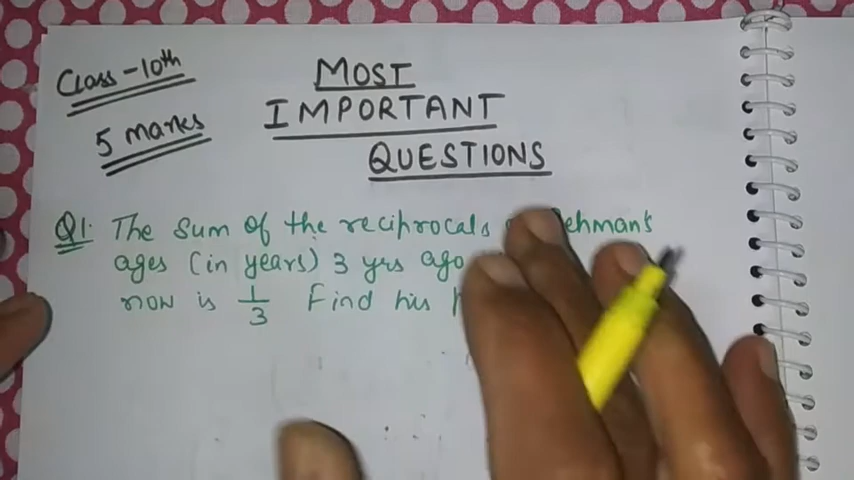 Class-10th
5 marks
MOST
IMPORTANT
QUESTIONS
Q1. The sum of the reciprocals
ages (in years) 3 yrs ago
now is 1/3 Find his